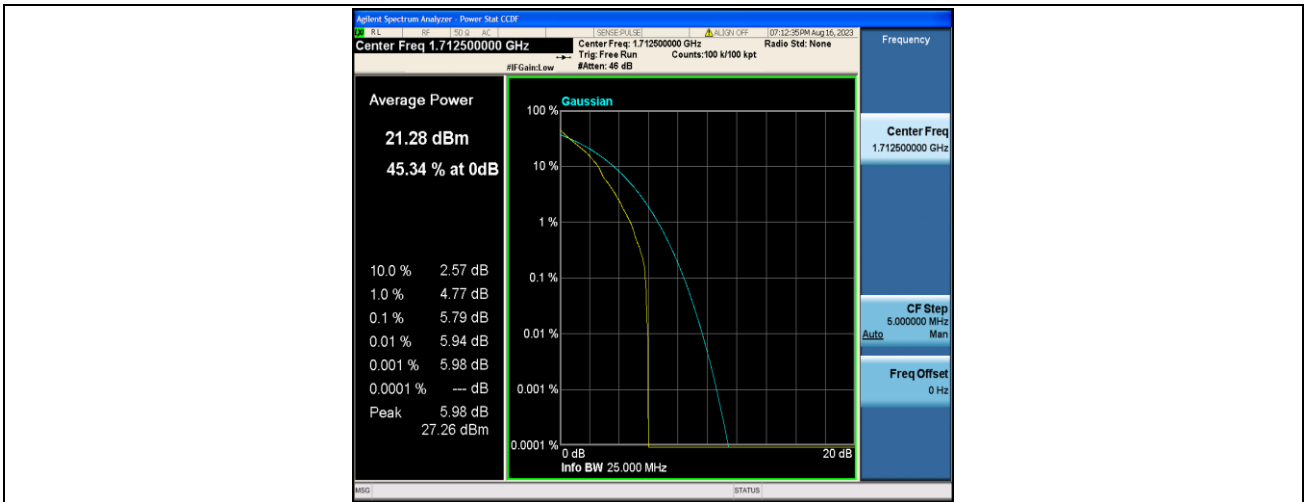 Agilent Spectrum Analyzer - Power Stat CCDF
RL RF 50 Ω AC SENSE:PULSE ALIGN OFF 07:12:35 PM Aug 16, 2023
Center Freq 1.712500000 GHz
Center Freq: 1.712500000 GHz Radio Std: None
Trig: Free Run Counts:100 k/100 kpt
#IFGain:Low #Atten: 46 dB
Frequency
Average Power
21.28 dBm
45.34 % at 0dB
10.0 % 2.57 dB
1.0 % 4.77 dB
0.1 % 5.79 dB
0.01 % 5.94 dB
0.001 % 5.98 dB
0.0001 % --- dB
Peak 5.98 dB
27.26 dBm
Gaussian
100 %
10 %
1 %
0.1 %
0.01 %
0.001 %
0.0001 %
0 dB 20 dB
Info BW 25.000 MHz
Center Freq
1.712500000 GHz
CF Step
5.000000 MHz
Auto Man
Freq Offset
0 Hz
MSG STATUS